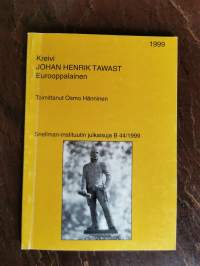 1999
Kreivi
JOHAN HENRIK TAWAST
Eurooppalainen
Toimittanut Osmo Hänninen
Snellman-instituutin julkaisuja B 44/1999